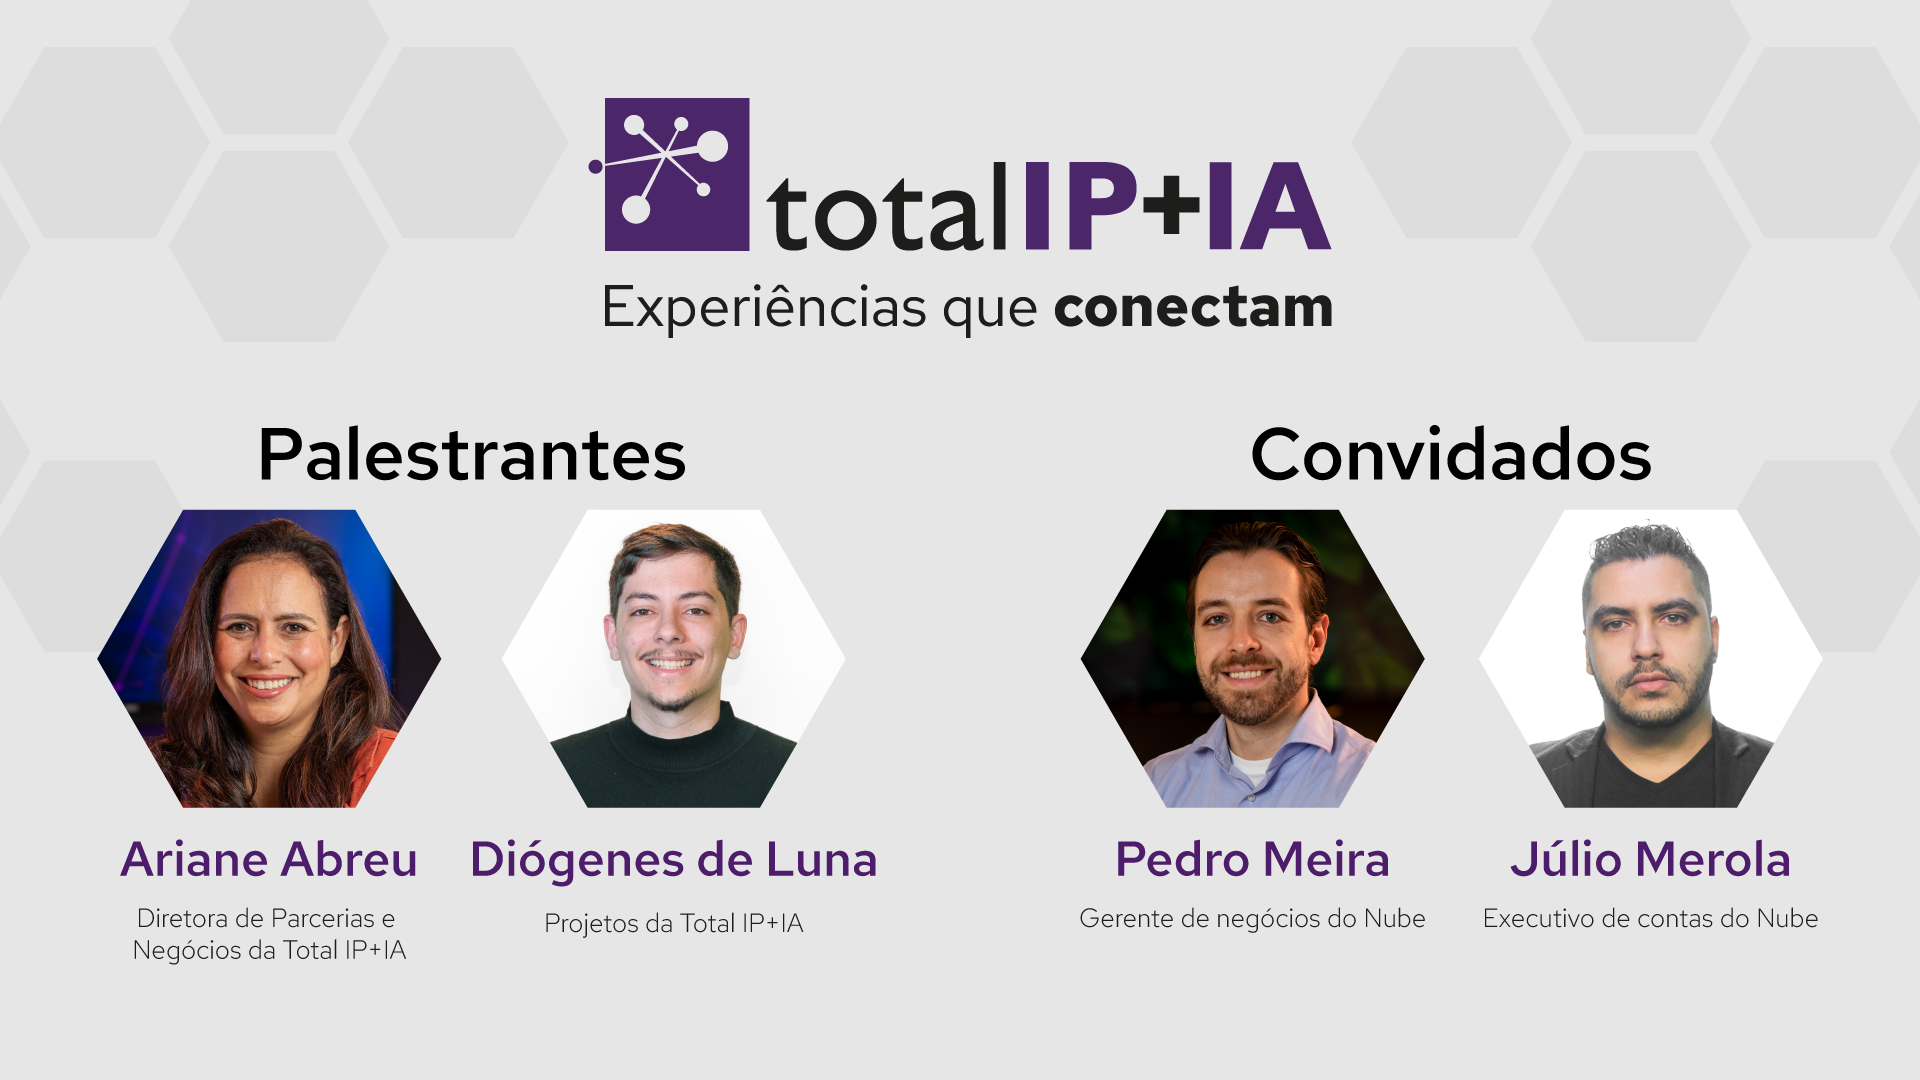 totalIP+IA
Experiências que conectam
Palestrantes
Convidados
Ariane Abreu
Diretora de Parcerias e
Negócios da Total IP+IA
Diógenes de Luna
Projetos da Total IP+IA
Pedro Meira
Gerente de negócios do Nube
Júlio Merola
Executivo de contas do Nube